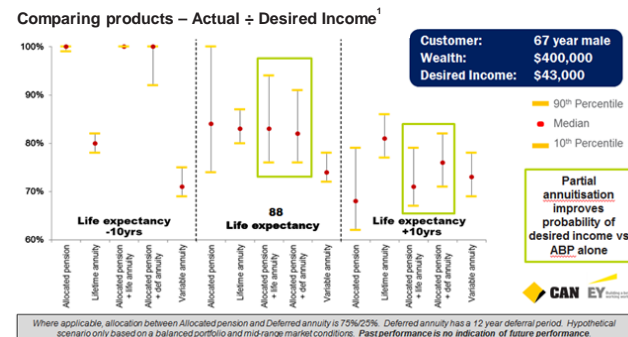 Comparing products – Actual ÷ Desired Income1
Customer: 67 year male
Wealth: $400,000
Desired Income: $43,000
100%
90%
80%
70%
60%
90th Percentile
Median
10th Percentile
Life expectancy
-10yrs
88
Life expectancy
Life expectancy
+10yrs
Allocated pension
Lifetime annuity
Allocated pension
+ life annuity
Allocated pension
+ def annuity
Variable annuity
Allocated pension
Lifetime annuity
Allocated pension
+ life annuity
Allocated pension
+ def annuity
Variable annuity
Allocated pension
Lifetime annuity
Allocated pension
+ life annuity
Allocated pension
+ def annuity
Variable annuity
Partial
annuitisation
improves
probability of
desired income vs
ABP alone
CAN EY
Where applicable, allocation between Allocated pension and Deferred annuity is 75%/25%. Deferred annuity has a 12 year deferral period. Hypothetical
scenario only based on a balanced portfolio and mid-range market conditions. Past performance is no indication of future performance.